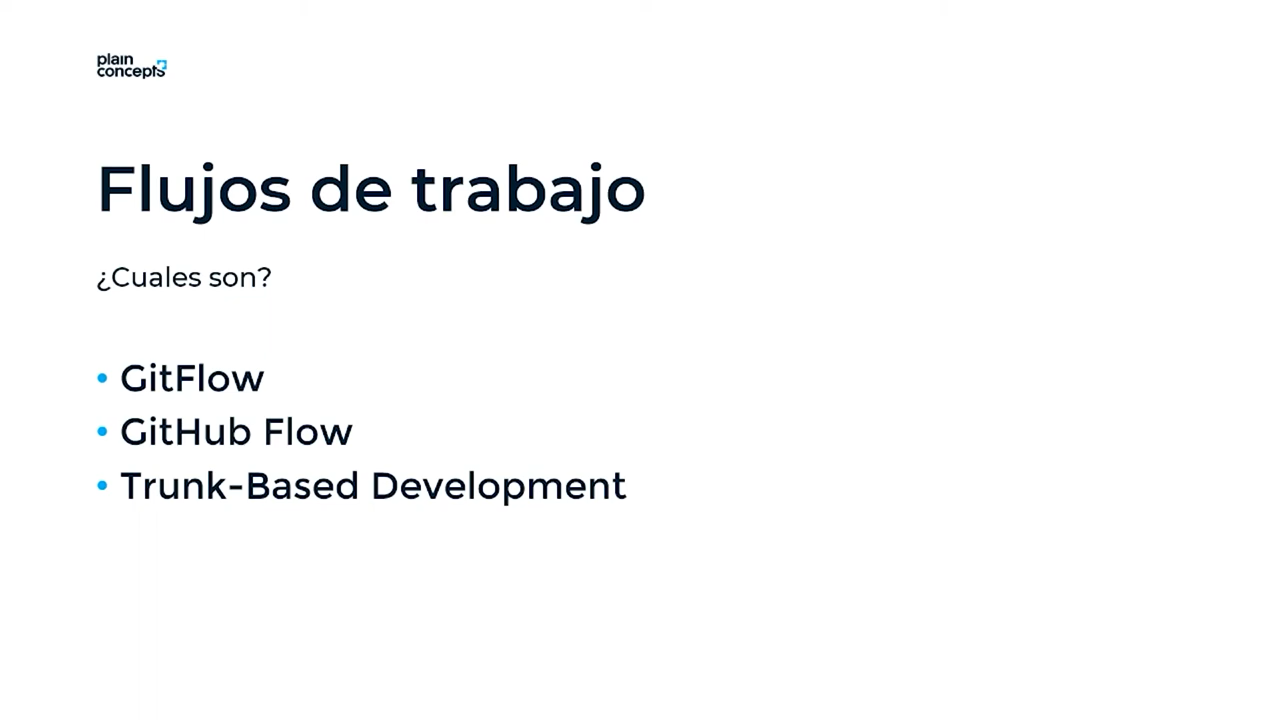 plain
concepts
Flujos de trabajo
¿Cuales son?
• GitFlow
• GitHub Flow
• Trunk-Based Development